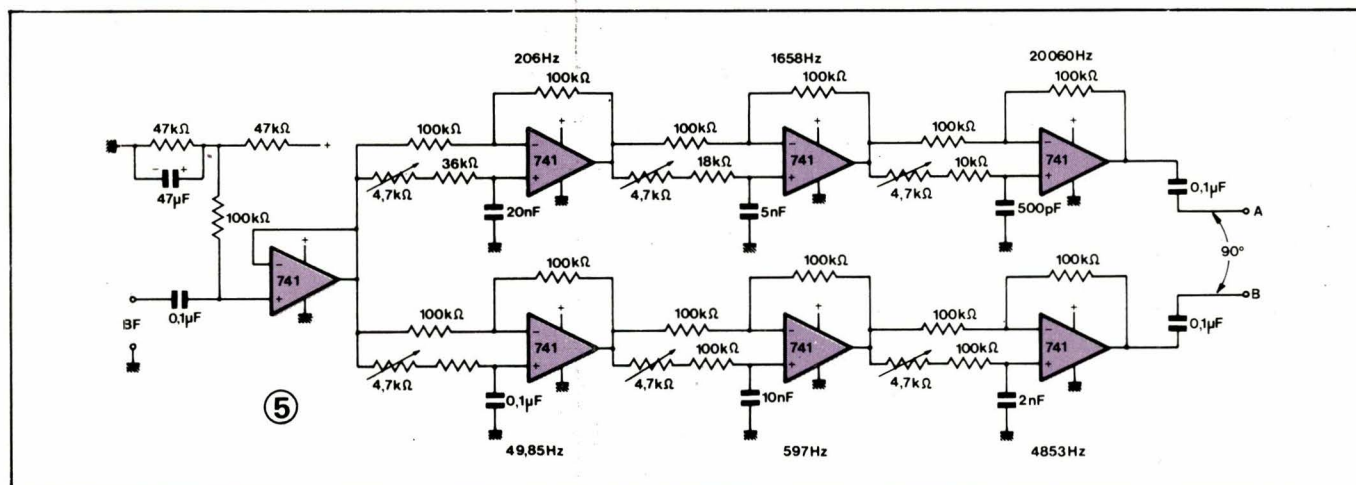 206Hz
1658Hz
20060Hz
100kΩ
100kΩ
100kΩ
47kΩ
47kΩ
+
- +
47µF
100kΩ
100kΩ
36kΩ
4,7kΩ
20nF
- + +
741
100kΩ
18kΩ
4,7kΩ
5nF
- + +
741
100kΩ
10kΩ
4,7kΩ
500pF
- + +
741
0,1µF
A
90°
B
0,1µF
BF
0,1µF
- + +
741
100kΩ
100kΩ
100kΩ
100kΩ
4,7kΩ
0,1µF
- + +
741
100kΩ
100kΩ
4,7kΩ
10nF
- + +
741
100kΩ
100kΩ
4,7kΩ
2nF
- + +
741
5
49,85Hz
597Hz
4853Hz